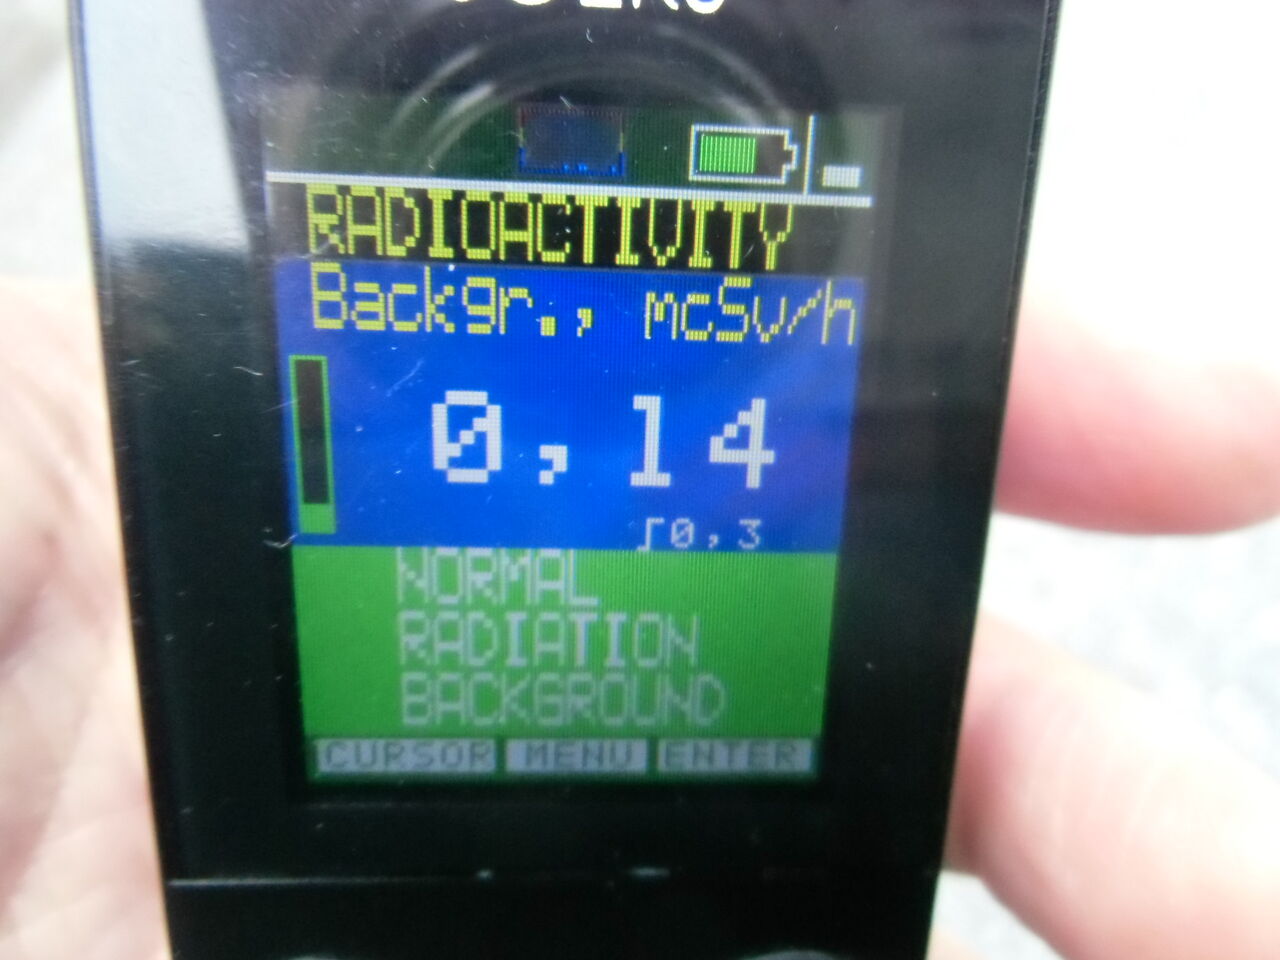 RADIOACTIVITY
Backgr., mcSv/h
0,14
∫0,3
NORMAL
RADIATION
BACKGROUND
CURSOR MENU ENTER